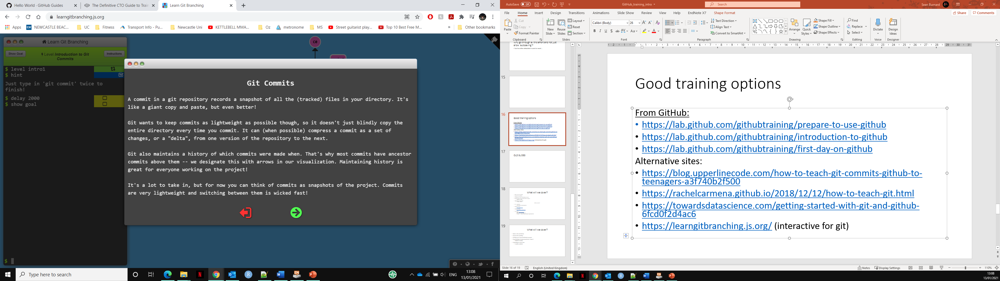 Hello World · GitHub Guides
The Definitive CTO Guide to Train
Learn Git Branching
learngitbranching.js.org
Apps
NEWCASTLE BEAC...
UC
Fitness
Transport Info - Pu...
Newcastle Uni
KETTLEBELL MMA...
Oz
metronome
MS
Street guitarist play...
Top 10 Best Free M...
»
Other bookmarks
Learn Git Branching
Show Goal
Level Introduction to Git
Commits
Instructions
$ level intro1
$ hint
Just type in 'git commit' twice to
finish!
$ delay 2000
$ show goal
$
c0
Git Commits
A commit in a git repository records a snapshot of all the (tracked) files in your directory. It's
like a giant copy and paste, but even better!
Git wants to keep commits as lightweight as possible though, so it doesn't just blindly copy the
entire directory every time you commit. It can (when possible) compress a commit as a set of
changes, or a "delta", from one version of the repository to the next.
Git also maintains a history of which commits were made when. That's why most commits have ancestor
commits above them -- we designate this with arrows in our visualization. Maintaining history is
great for everyone working on the project!
It's a lot to take in, but for now you can think of commits as snapshots of the project. Commits
are very lightweight and switching between them is wicked fast!
Type here to search
ENG
13:08
13/01/2021
AutoSave Off
GitHub_training_intro
Search
Sean Burnard
File Home Insert Design Transitions Animations Slide Show Review View Help EndNote X7 Shape Format
Share
Comments
Paste
Cut
Copy
Format Painter
Clipboard
New
Slide
Reuse
Slides
Layout
Reset
Section
Slides
Calibri (Body)
26
Font
Text Direction
Align Text
Convert to SmartArt
Paragraph
Arrange
Quick
Styles
Shape Fill
Shape Outline
Shape Effects
Drawing
Find
Replace
Select
Editing
Dictate
Voice
Design
Ideas
Designer
Why go through all this effort and not just
allow 'autosaving'?
15
16
Good training options
17
OLD SLIDES
18
What will we cover?
19
What will we cover?
Good training options
From GitHub:
• https://lab.github.com/githubtraining/prepare-to-use-github
• https://lab.github.com/githubtraining/introduction-to-github
• https://lab.github.com/githubtraining/first-day-on-github
Alternative sites:
• https://blog.upperlinecode.com/how-to-teach-git-commits-github-to-
teenagers-a3f740b2f500
• https://rachelcarmena.github.io/2018/12/12/how-to-teach-git.html
• https://towardsdatascience.com/getting-started-with-git-and-github-
6fcd0f2d4ac6
• https://learngitbranching.js.org/ (interactive for git)
Slide 16 of 19
English (United Kingdom)
Notes
Display Settings
110%
13:08
13/01/2021